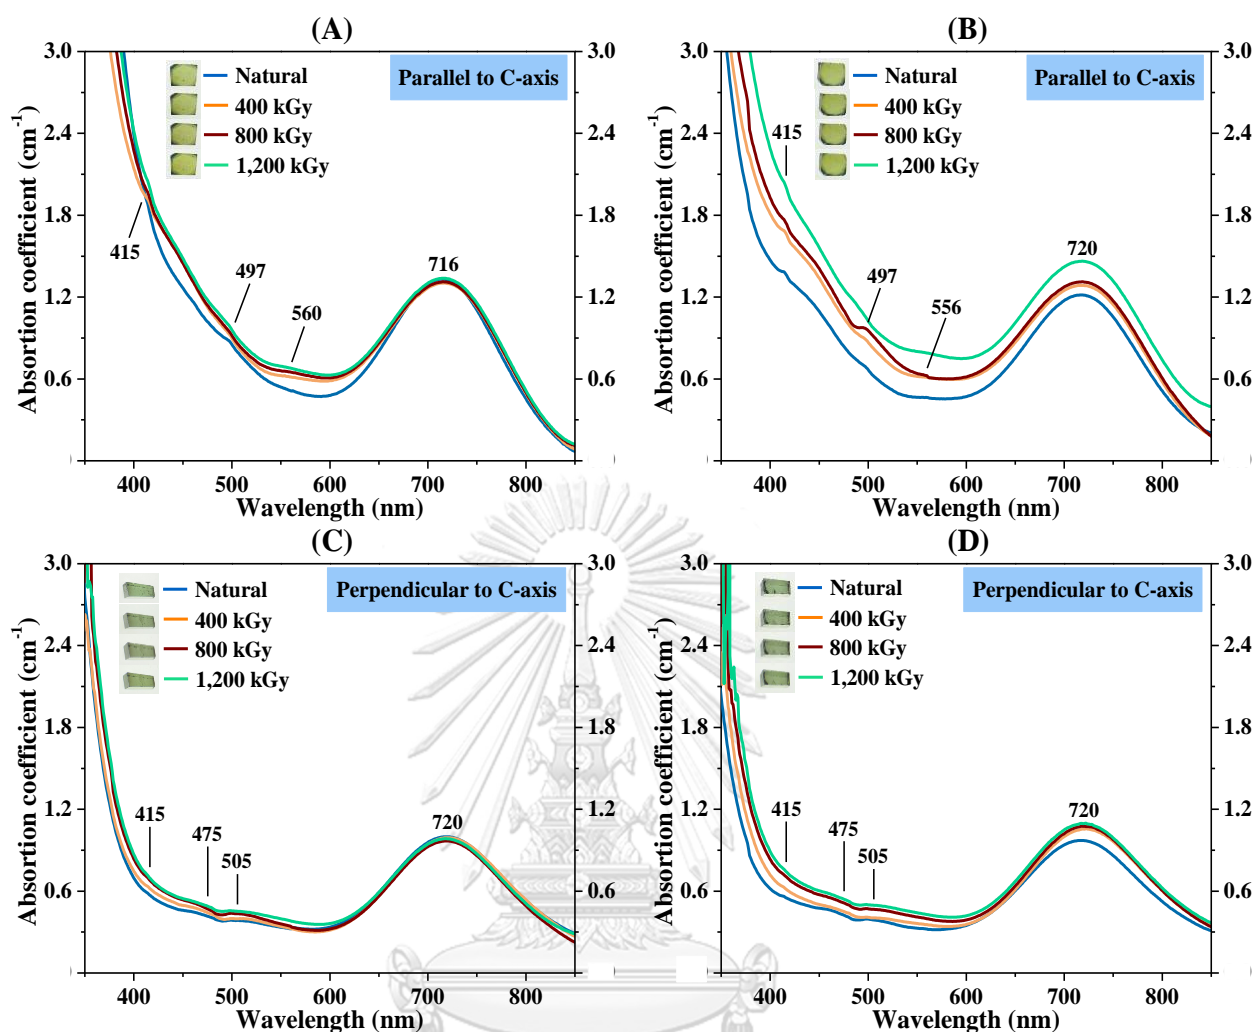 (A)
Absortion coefficient (cm-1)
3.0
2.4
1.8
1.2
0.6
Natural
400 kGy
800 kGy
1,200 kGy
Parallel to C-axis
415
497
560
716
3.0
2.4
1.8
1.2
0.6
400 500 600 700 800
Wavelength (nm)
(B)
Absortion coefficient (cm-1)
3.0
2.4
1.8
1.2
0.6
Natural
400 kGy
800 kGy
1,200 kGy
Parallel to C-axis
415
497
556
720
3.0
2.4
1.8
1.2
0.6
400 500 600 700 800
Wavelength (nm)
(C)
Absortion coefficient (cm-1)
3.0
2.4
1.8
1.2
0.6
Natural
400 kGy
800 kGy
1,200 kGy
Perpendicular to C-axis
415
475
505
720
3.0
2.4
1.8
1.2
0.6
400 500 600 700 800
Wavelength (nm)
(D)
Absortion coefficient (cm-1)
3.0
2.4
1.8
1.2
0.6
Natural
400 kGy
800 kGy
1,200 kGy
Perpendicular to C-axis
415
475
505
720
3.0
2.4
1.8
1.2
0.6
400 500 600 700 800
Wavelength (nm)